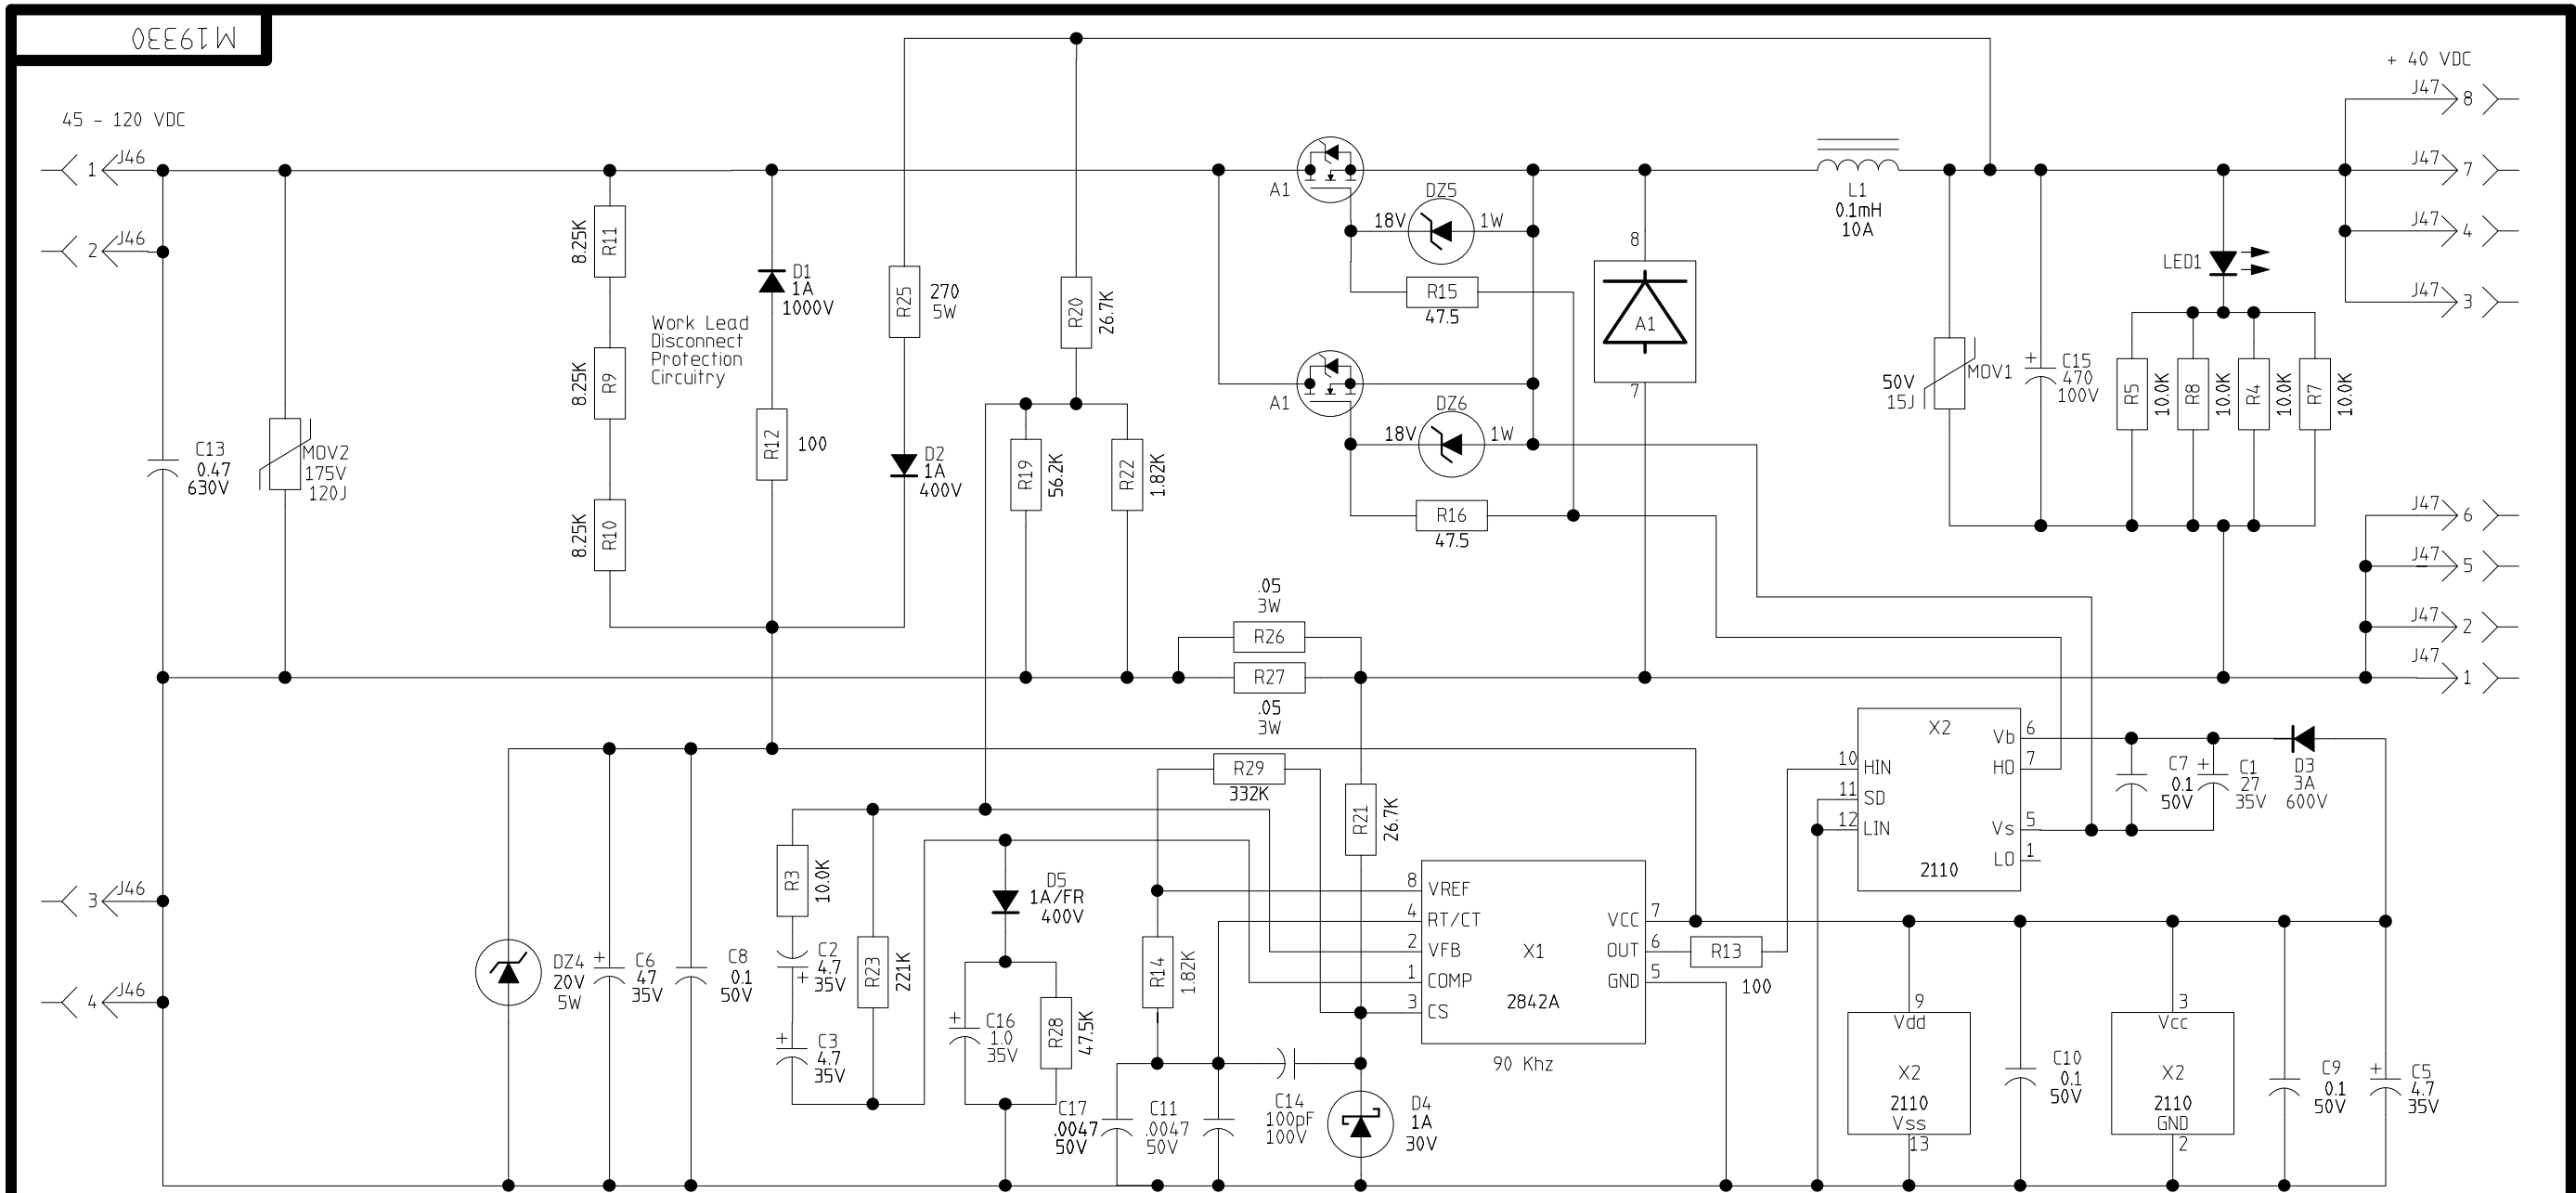 M19330
45 - 120 VDC
1 J46
2 J46
3 J46
4 J46
C13
0.47
630V
MOV2
175V
120J
8.25K
R11
8.25K
R9
8.25K
R10
Work Lead
Disconnect
Protection
Circuitry
D1
1A
1000V
R12
100
R25
270
5W
D2
1A
400V
R20
26.7K
R19
56.2K
R22
1.82K
A1
DZ5
18V
1W
R15
47.5
A1
DZ6
18V
1W
R16
47.5
8
A1
7
L1
0.1mH
10A
50V
15J
MOV1
+
C15
470
100V
LED1
R5
10.0K
R8
10.0K
R4
10.0K
R7
10.0K
+ 40 VDC
J47
8
J47
7
J47
4
J47
3
J47
6
J47
5
J47
2
J47
1
.05
3W
R26
R27
.05
3W
R29
332K
R21
26.7K
DZ4
20V
5W
+
C6
47
35V
C8
0.1
50V
R3
10.0K
C2
4.7
35V
+
+
C3
4.7
35V
R23
221K
D5
1A/FR
400V
+
C16
1.0
35V
R28
47.5K
R14
1.82K
C17
.0047
50V
C11
.0047
50V
C14
100pF
100V
D4
1A
30V
8 VREF
4 RT/CT
2 VFB
1 COMP
3 CS
X1
2842A
VCC 7
OUT 6
GND 5
90 Khz
R13
100
X2
10 HIN
11 SD
12 LIN
Vb 6
HO 7
Vs 5
LO 1
2110
C7
0.1
50V
+
C1
27
35V
D3
3A
600V
9
Vdd
X2
2110
Vss
13
C10
0.1
50V
3
Vcc
X2
2110
GND
2
C9
0.1
50V
+
C5
4.7
35V